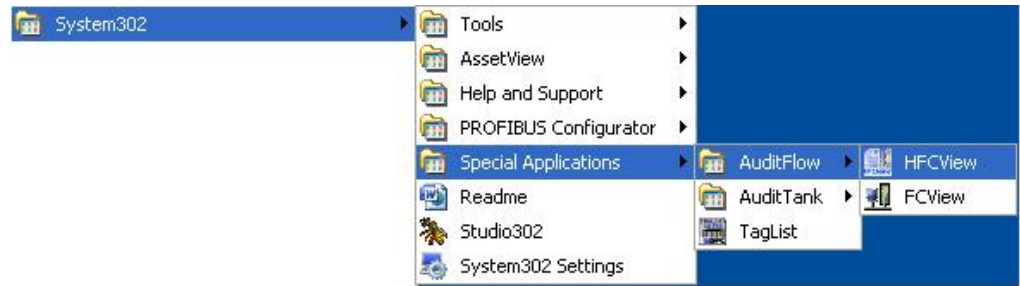 System302
Tools
AssetView
Help and Support
PROFIBUS Configurator
Special Applications
Readme
Studio302
System302 Settings
AuditFlow
AuditTank
TagList
HFCView
FCView